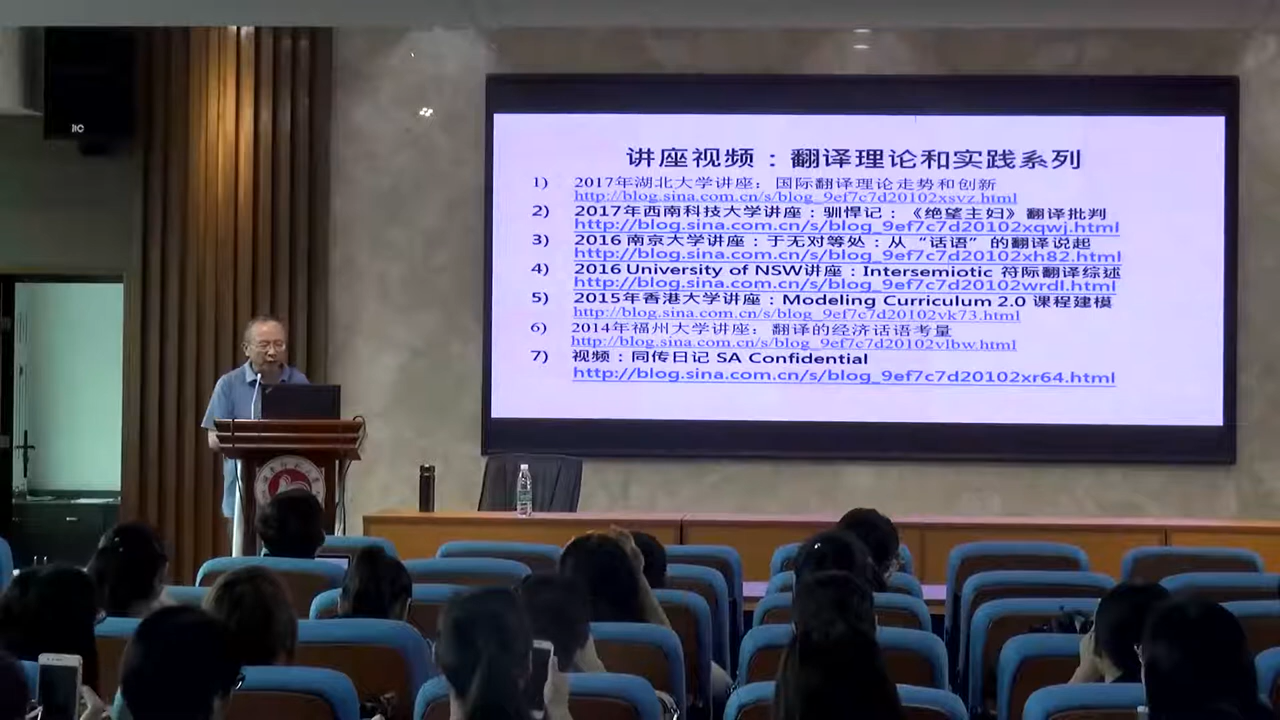 讲座视频：翻译理论和实践系列
1) 2017年湖北大学讲座：国际翻译理论走势和创新
http://blog.sina.com.cn/s/blog_9ef7c7d20102xsvz.html
2) 2017年西南科技大学讲座：驯悍记：《绝望主妇》翻译批判
http://blog.sina.com.cn/s/blog_9ef7c7d20102xqwj.html
3) 2016 南京大学讲座：于无对等处：从“话语”的翻译说起
http://blog.sina.com.cn/s/blog_9ef7c7d20102xh82.html
4) 2016 University of NSW讲座：Intersemiotic 符际翻译综述
http://blog.sina.com.cn/s/blog_9ef7c7d20102wrdl.html
5) 2015年香港大学讲座：Modeling Curriculum 2.0 课程建模
http://blog.sina.com.cn/s/blog_9ef7c7d20102vk73.html
6) 2014年福州大学讲座：翻译的经济话语考量
http://blog.sina.com.cn/s/blog_9ef7c7d20102vlbw.html
7) 视频：同传日记 SA Confidential
http://blog.sina.com.cn/s/blog_9ef7c7d20102xr64.html